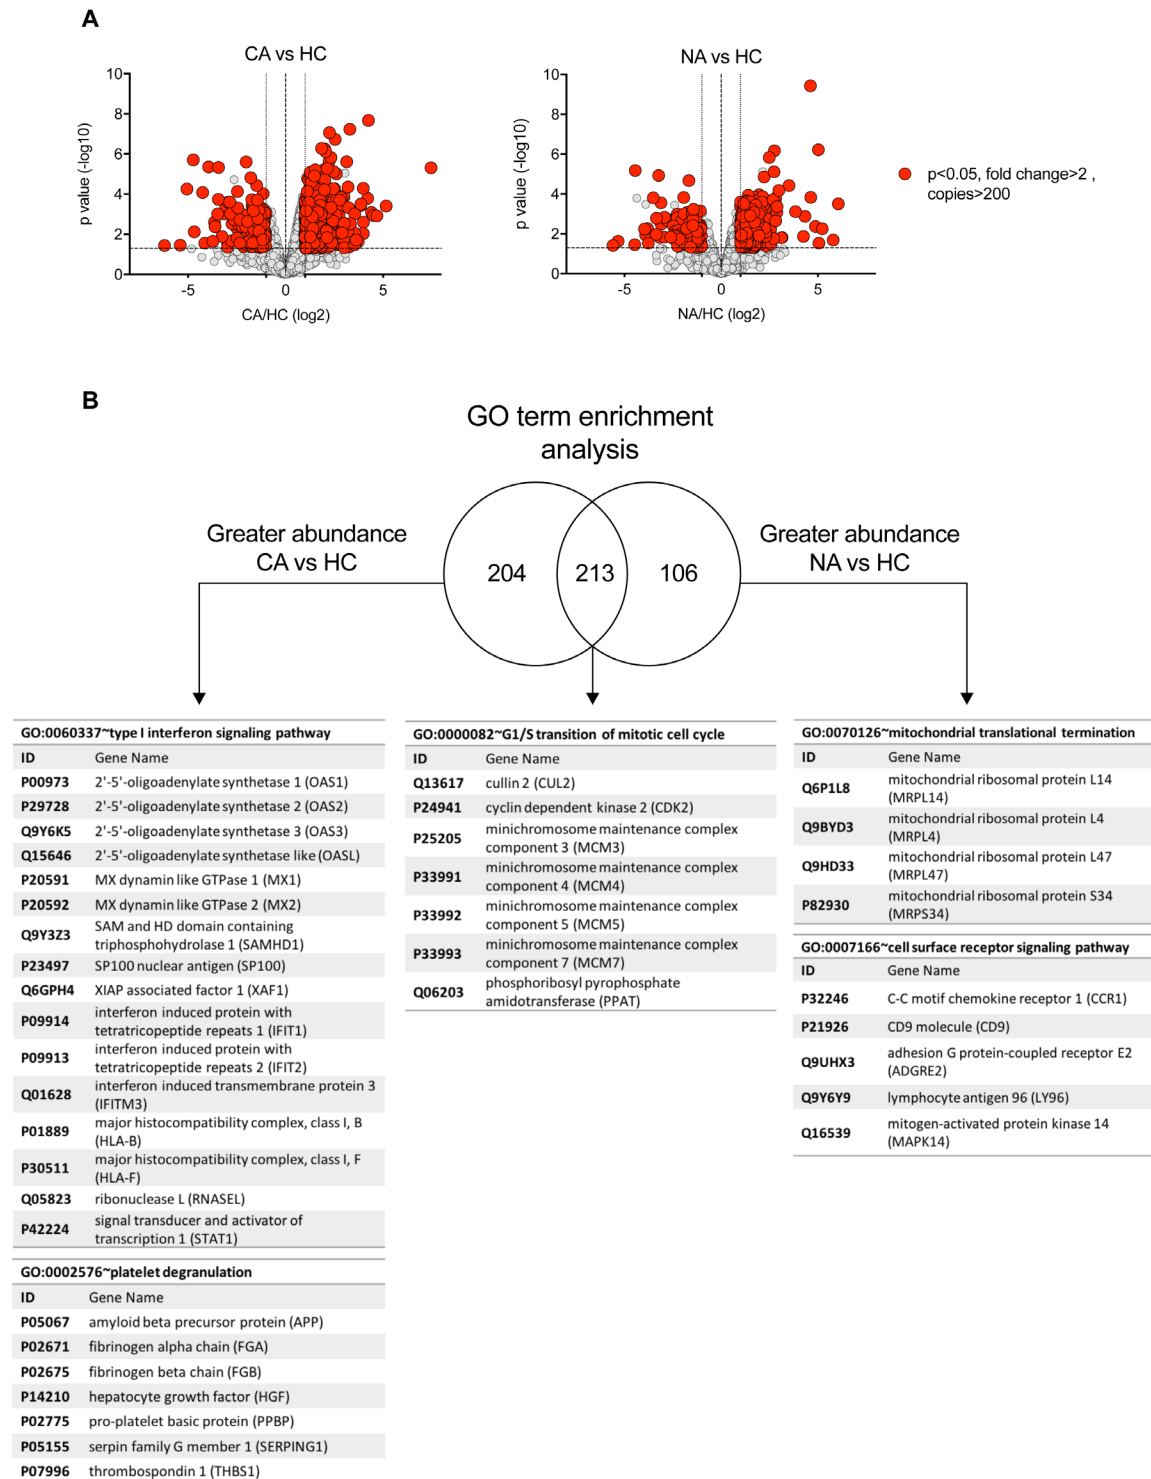 A
CA vs HC
10
8
6
4
2
0
-5
0
5
p value (-log10)
CA/HC (log2)
NA vs HC
10
8
6
4
2
0
-5
0
5
p value (-log10)
NA/HC (log2)
p<0.05, fold change>2 ,
copies>200
B
GO term enrichment
analysis
Greater abundance
CA vs HC
204
213
106
Greater abundance
NA vs HC
GO:0060337~type I interferon signaling pathway
ID Gene Name
P00973 2'-5'-oligoadenylate synthetase 1 (OAS1)
P29728 2'-5'-oligoadenylate synthetase 2 (OAS2)
Q9Y6K5 2'-5'-oligoadenylate synthetase 3 (OAS3)
Q15646 2'-5'-oligoadenylate synthetase like (OASL)
P20591 MX dynamin like GTPase 1 (MX1)
P20592 MX dynamin like GTPase 2 (MX2)
Q9Y3Z3 SAM and HD domain containing
triphosphohydrolase 1 (SAMHD1)
P23497 SP100 nuclear antigen (SP100)
Q6GPH4 XIAP associated factor 1 (XAF1)
P09914 interferon induced protein with
tetratricopeptide repeats 1 (IFIT1)
P09913 interferon induced protein with
tetratricopeptide repeats 2 (IFIT2)
Q01628 interferon induced transmembrane protein 3
(IFITM3)
P01889 major histocompatibility complex, class I, B
(HLA-B)
P30511 major histocompatibility complex, class I, F
(HLA-F)
Q05823 ribonuclease L (RNASEL)
P42224 signal transducer and activator of
transcription 1 (STAT1)
GO:0002576~platelet degranulation
ID Gene Name
P05067 amyloid beta precursor protein (APP)
P02671 fibrinogen alpha chain (FGA)
P02675 fibrinogen beta chain (FGB)
P14210 hepatocyte growth factor (HGF)
P02775 pro-platelet basic protein (PPBP)
P05155 serpin family G member 1 (SERPING1)
P07996 thrombospondin 1 (THBS1)
GO:0000082~G1/S transition of mitotic cell cycle
ID Gene Name
Q13617 cullin 2 (CUL2)
P24941 cyclin dependent kinase 2 (CDK2)
P25205 minichromosome maintenance complex
component 3 (MCM3)
P33991 minichromosome maintenance complex
component 4 (MCM4)
P33992 minichromosome maintenance complex
component 5 (MCM5)
P33993 minichromosome maintenance complex
component 7 (MCM7)
Q06203 phosphoribosyl pyrophosphate
amidotransferase (PPAT)
GO:0070126~mitochondrial translational termination
ID Gene Name
Q6P1L8 mitochondrial ribosomal protein L14
(MRPL14)
Q9BYD3 mitochondrial ribosomal protein L4
(MRPL4)
Q9HD33 mitochondrial ribosomal protein L47
(MRPL47)
P82930 mitochondrial ribosomal protein S34
(MRPS34)
GO:0007166~cell surface receptor signaling pathway
ID Gene Name
P32246 C-C motif chemokine receptor 1 (CCR1)
P21926 CD9 molecule (CD9)
Q9UHX3 adhesion G protein-coupled receptor E2
(ADGRE2)
Q9Y6Y9 lymphocyte antigen 96 (LY96)
Q16539 mitogen-activated protein kinase 14
(MAPK14)